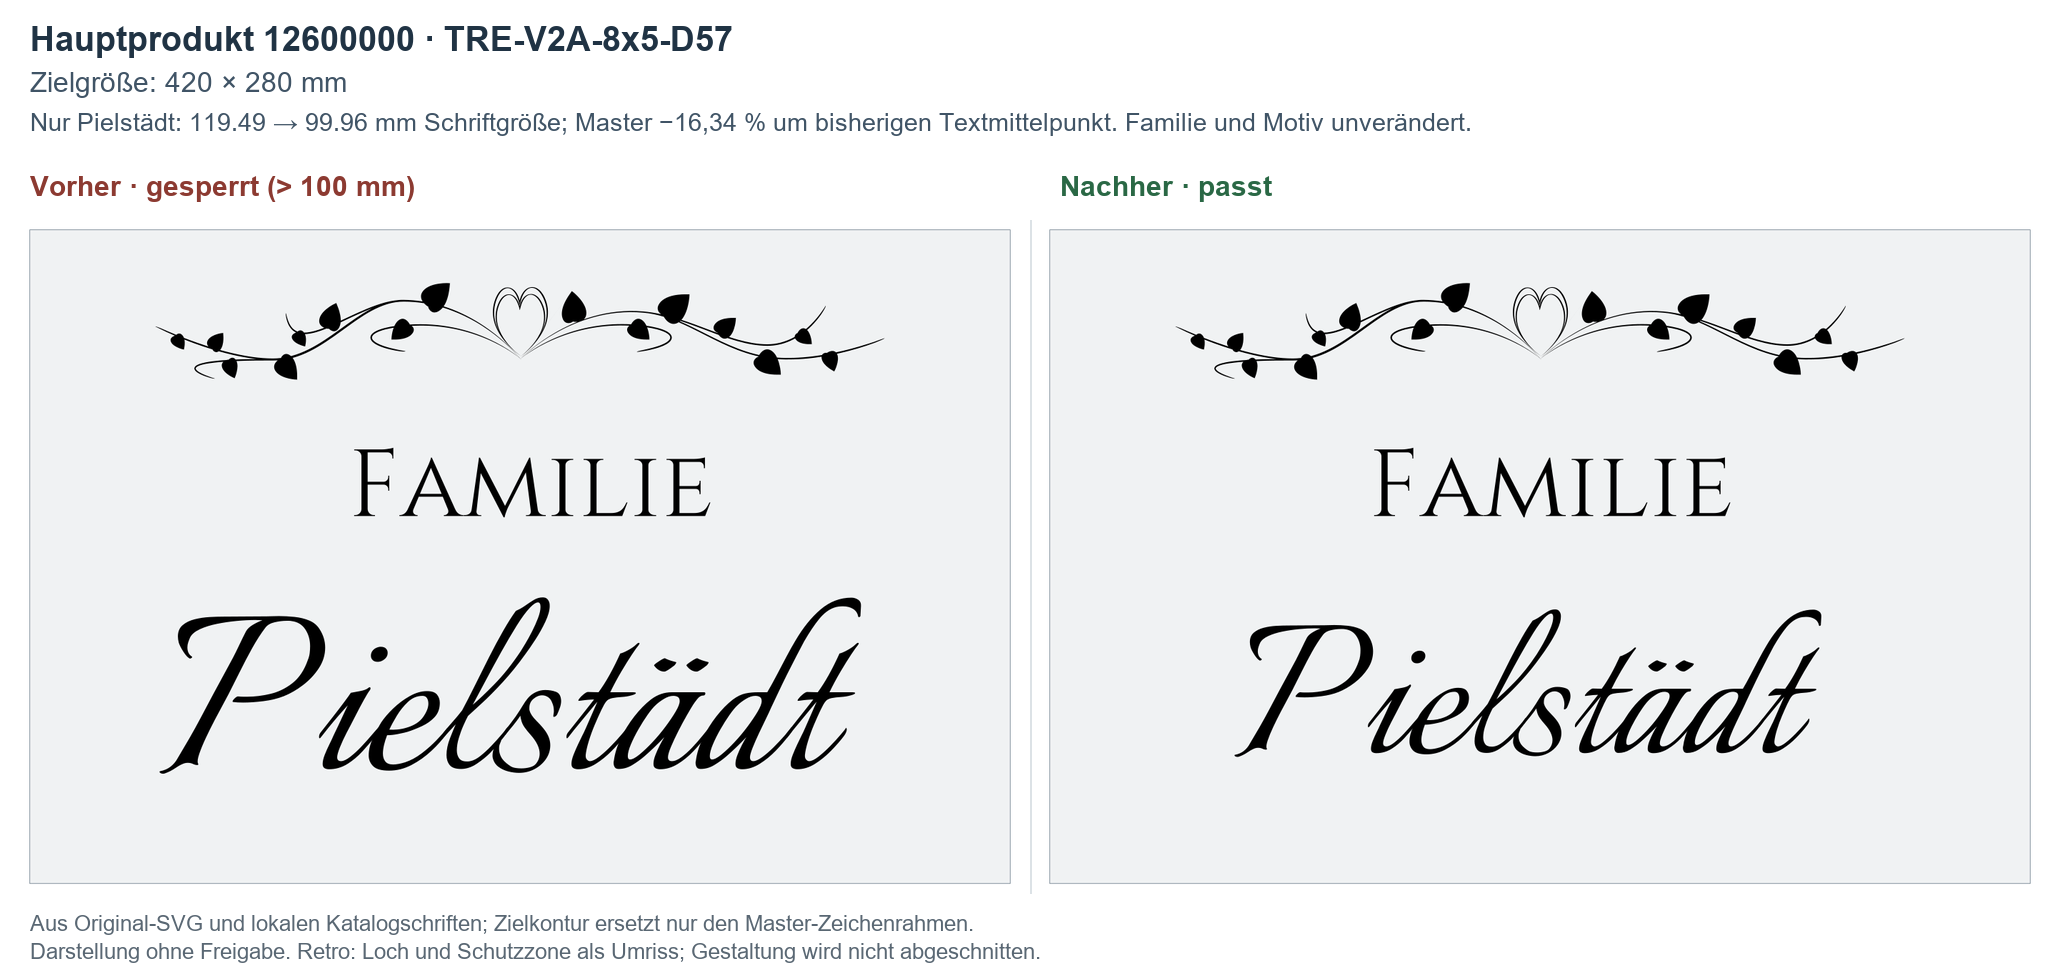 Hauptprodukt 12600000 · TRE-V2A-8x5-D57
Zielgröße: 420 × 280 mm
Nur Pielstädt: 119.49 → 99.96 mm Schriftgröße; Master −16,34 % um bisherigen Textmittelpunkt. Familie und Motiv unverändert.
Vorher · gesperrt (> 100 mm)
Familie
Pielstädt
Nachher · passt
Familie
Pielstädt
Aus Original-SVG und lokalen Katalogschriften; Zielkontur ersetzt nur den Master-Zeichenrahmen.
Darstellung ohne Freigabe. Retro: Loch und Schutzzone als Umriss; Gestaltung wird nicht abgeschnitten.